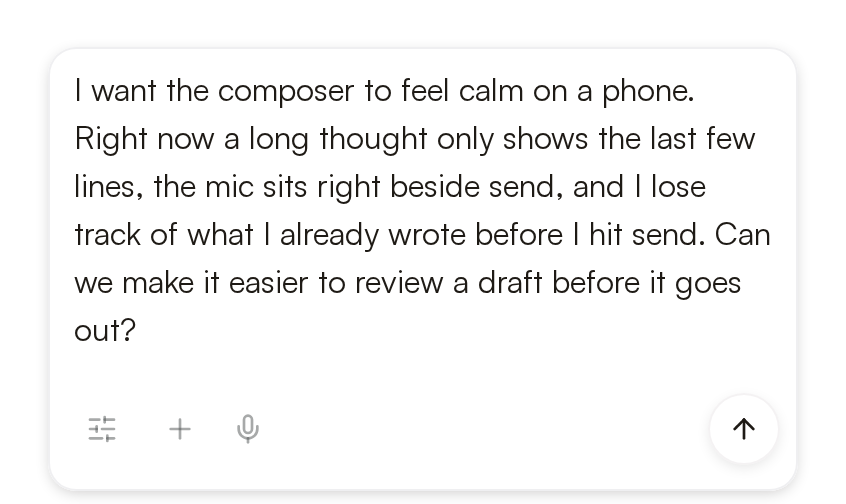 I want the composer to feel calm on a phone.
Right now a long thought only shows the last few
lines, the mic sits right beside send, and I lose
track of what I already wrote before I hit send. Can
we make it easier to review a draft before it goes
out?